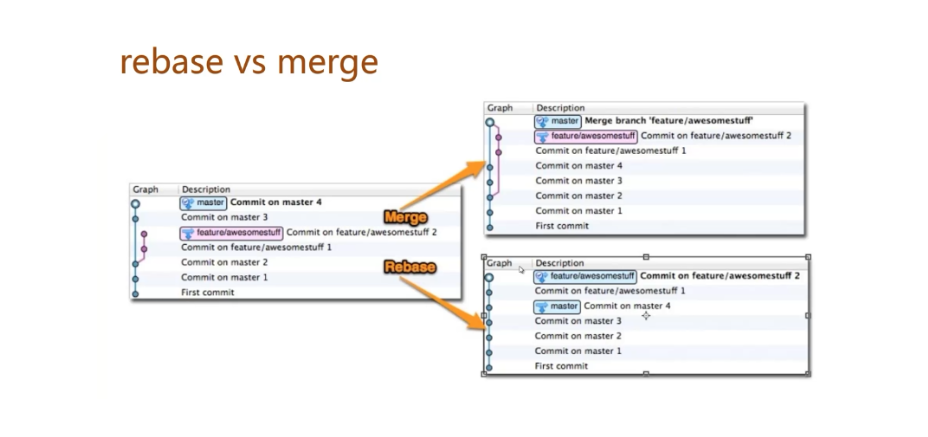 rebase vs merge
Graph Description
master Commit on master 4
Commit on master 3
feature/awesomestuff Commit on feature/awesomestuff 2
Commit on feature/awesomestuff 1
Commit on master 2
Commit on master 1
First commit
Merge
Rebase
Graph Description
master Merge branch 'feature/awesomestuff'
feature/awesomestuff Commit on feature/awesomestuff 2
Commit on feature/awesomestuff 1
Commit on master 4
Commit on master 3
Commit on master 2
Commit on master 1
First commit
Graph Description
feature/awesomestuff Commit on feature/awesomestuff 2
Commit on feature/awesomestuff 1
master Commit on master 4
Commit on master 3
Commit on master 2
Commit on master 1
First commit